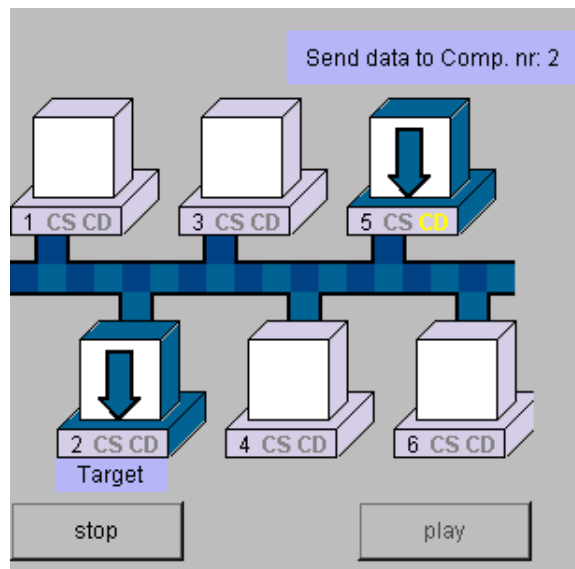 Send data to Comp. nr: 2
1 CS CD
3 CS CD
5 CS CD
2 CS CD
4 CS CD
6 CS CD
Target
stop
play